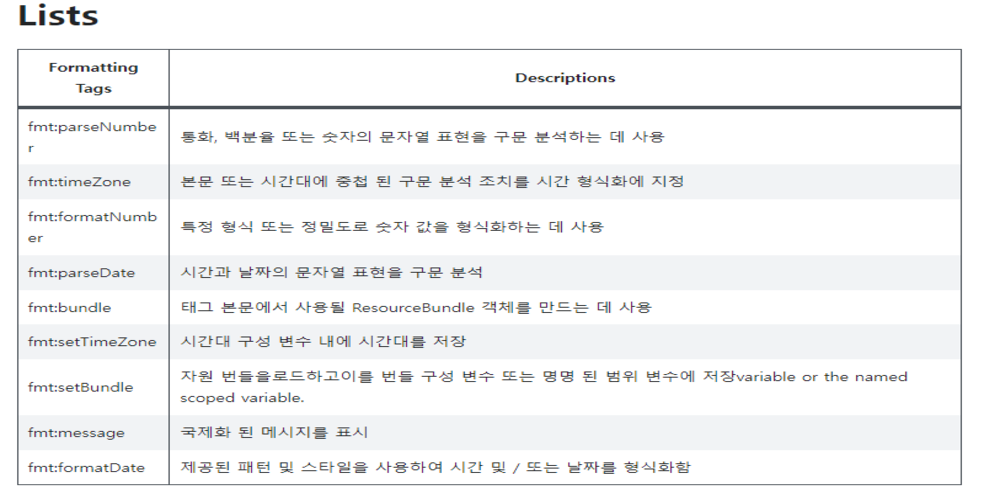 Lists
Formatting
Tags
Descriptions
fmt:parseNumbe
r
통화, 백분율 또는 숫자의 문자열 표현을 구문 분석하는 데 사용
fmt:timeZone
본문 또는 시간대에 중첩 된 구문 분석 조치를 시간 형식화에 지정
fmt:formatNumb
er
특정 형식 또는 정밀도로 숫자 값을 형식화하는 데 사용
fmt:parseDate
시간과 날짜의 문자열 표현을 구문 분석
fmt:bundle
태그 본문에서 사용될 ResourceBundle 객체를 만드는 데 사용
fmt:setTimeZone
시간대 구성 변수 내에 시간대를 저장
fmt:setBundle
자원 번들을로드하고이를 번들 구성 변수 또는 명명 된 범위 변수에 저장variable or the named
scoped variable.
fmt:message
국제화 된 메시지를 표시
fmt:formatDate
제공된 패턴 및 스타일을 사용하여 시간 및 / 또는 날짜를 형식화함